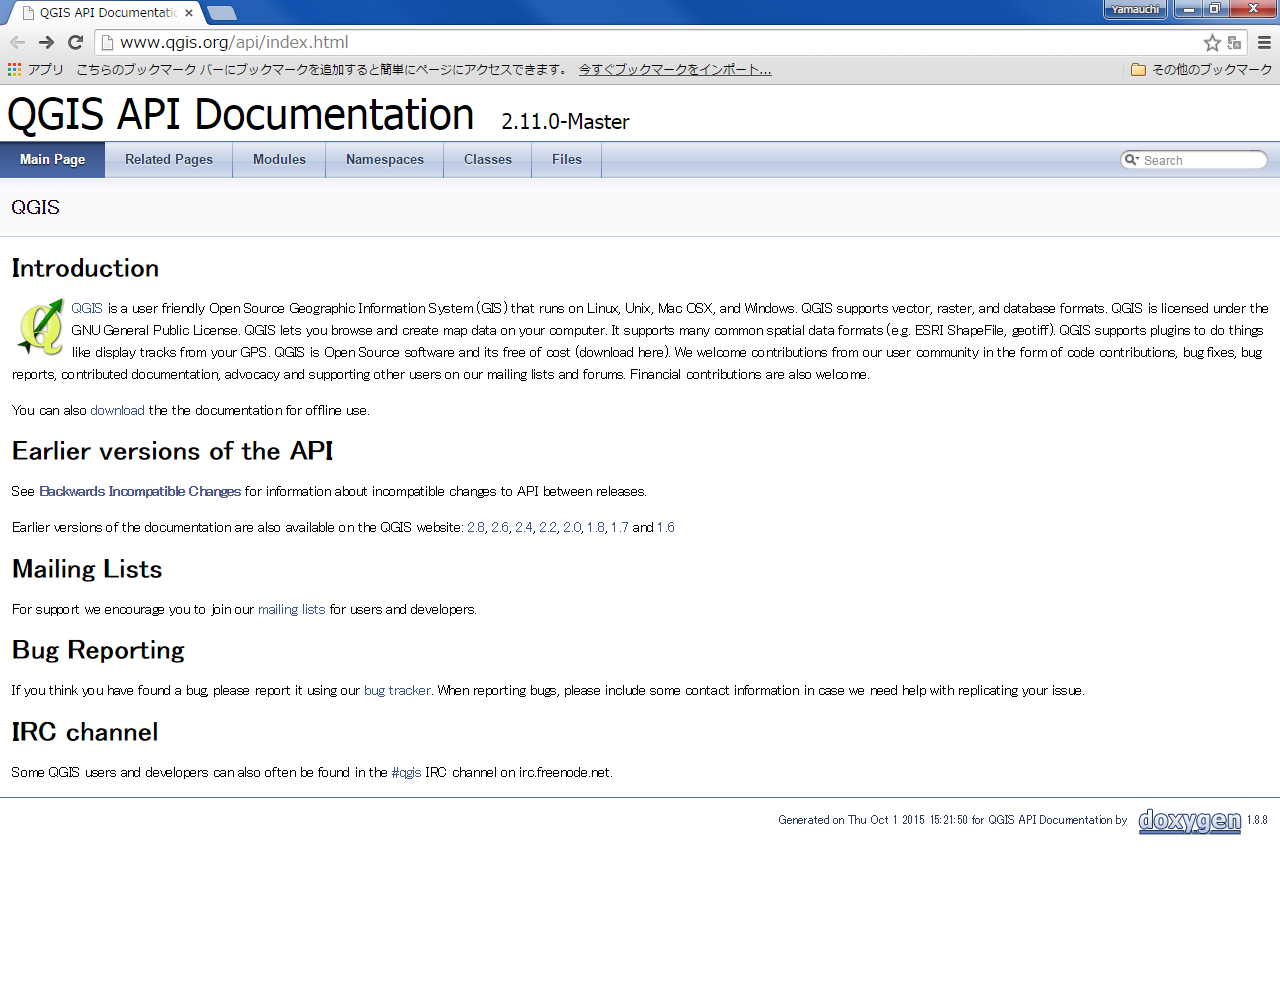 QGIS API Documentatic
Yamauchi
www.qgis.org/api/index.html
アプリ こちらのブックマーク バーにブックマークを追加すると簡単にページにアクセスできます。 今すぐブックマークをインポート...
その他のブックマーク
QGIS API Documentation 2.11.0-Master
Main Page Related Pages Modules Namespaces Classes Files Search
QGIS
Introduction
QGIS is a user friendly Open Source Geographic Information System (GIS) that runs on Linux, Unix, Mac OSX, and Windows. QGIS supports vector, raster, and database formats. QGIS is licensed under the
GNU General Public License. QGIS lets you browse and create map data on your computer. It supports many common spatial data formats (e.g. ESRI ShapeFile, geotiff). QGIS supports plugins to do things
like display tracks from your GPS. QGIS is Open Source software and its free of cost (download here). We welcome contributions from our user community in the form of code contributions, bug fixes, bug
reports, contributed documentation, advocacy and supporting other users on our mailing lists and forums. Financial contributions are also welcome.
You can also download the the documentation for offline use.
Earlier versions of the API
See Backwards Incompatible Changes for information about incompatible changes to API between releases.
Earlier versions of the documentation are also available on the QGIS website: 2.8, 2.6, 2.4, 2.2, 2.0, 1.8, 1.7 and 1.6
Mailing Lists
For support we encourage you to join our mailing lists for users and developers.
Bug Reporting
If you think you have found a bug, please report it using our bug tracker. When reporting bugs, please include some contact information in case we need help with replicating your issue.
IRC channel
Some QGIS users and developers can also often be found in the #qgis IRC channel on irc.freenode.net.
Generated on Thu Oct 1 2015 15:21:50 for QGIS API Documentation by doxygen 1.8.8